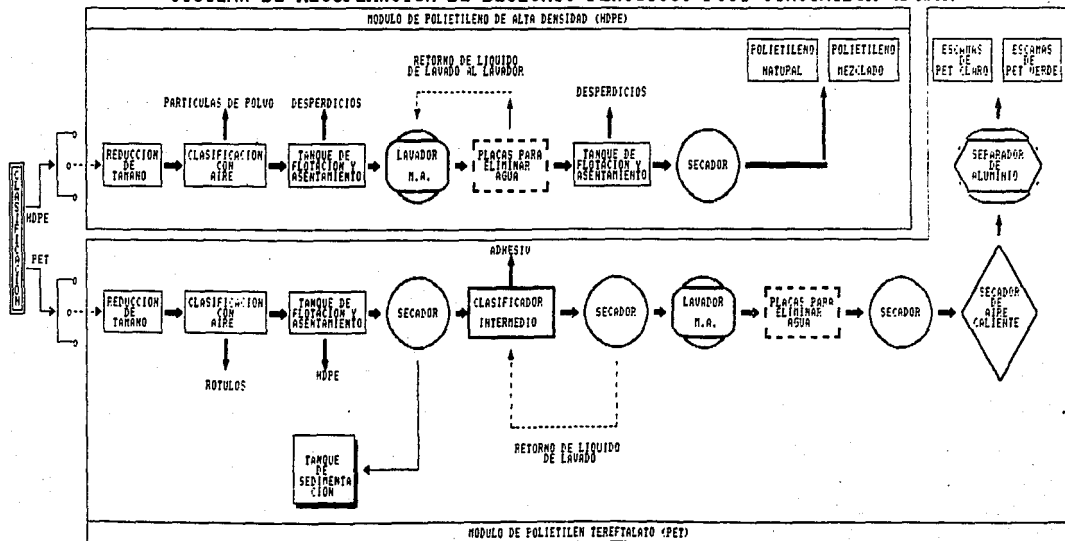 MODULO DE POLIETILENO DE ALTA DENSIDAD (HDPE)
POLIETILENO
NATURAL
POLIETILENO
MEZCLADO
ESCAMAS
DE
PET CLARO
ESCAMAS
DE
PET VERDE
RETORNO DE LIQUIDO
DE LAVADO AL LAVADOR
PARTICULAS DE POLVO
DESPERDICIOS
DESPERDICIOS
CLASIFICACION
HDPE
PET
REDUCCION
DE
TAMANO
CLASIFICACION
CON
AIRE
TANQUE DE
FLOTACION Y
ASENTAMIENTO
LAVADOR
M.A.
PLACAS PARA
ELIMINAR
AGUA
TANQUE DE
FLOTACION Y
ASENTAMIENTO
SECADOR
SEPARADOR
DE
ALUMINIO
ADHESIV
REDUCCION
DE
TAMANO
CLASIFICACION
CON
AIRE
TANQUE DE
FLOTACION Y
ASENTAMIENTO
SECADOR
CLASIFICADOR
INTERMEDIO
SECADOR
LAVADOR
M.A.
PLACAS PARA
ELIMINAR
AGUA
SECADOR
SECADOR
DE
AIRE
CALIENTE
ROTULOS
HDPE
RETORNO DE LIQUIDO
DE LAVADO
TANQUE
DE
SEDIMENTA
CION
MODULO DE POLIETILEN TEREFTALATO (PET)